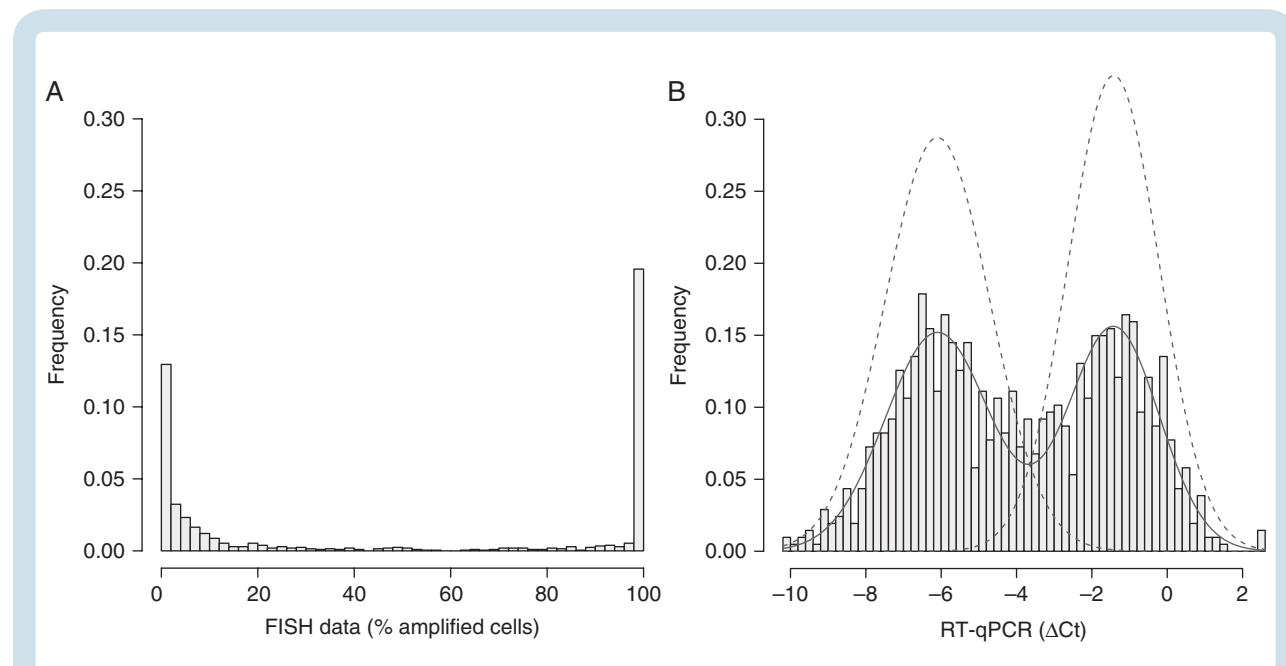 A
Frequency
0.30
0.25
0.20
0.15
0.10
0.05
0.00
0 20 40 60 80 100
FISH data (% amplified cells)
B
Frequency
0.30
0.25
0.20
0.15
0.10
0.05
0.00
–10 –8 –6 –4 –2 0 2
RT-qPCR (ΔCt)